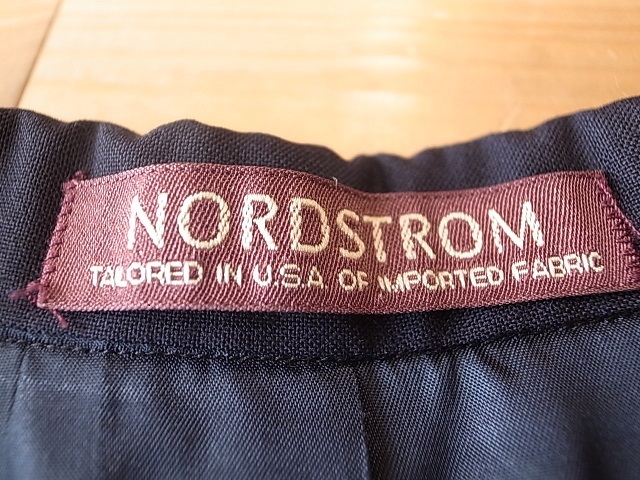 NORDSTROM
TAILORED IN U.S.A. OF IMPORTED FABRIC